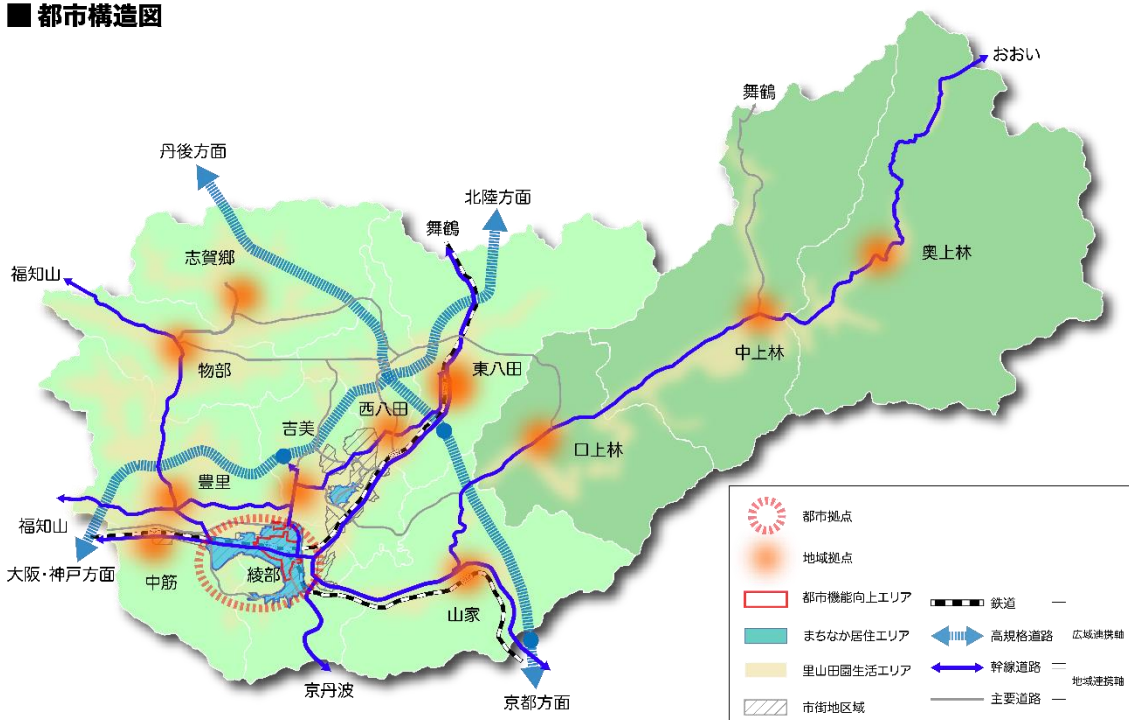 ■ 都市構造図
おおい
舞鶴
丹後方面
北陸方面
舞鶴
志賀郷
福知山
奥上林
物部
中上林
東八田
西八田
吉美
口上林
豊里
福知山
大阪・神戸方面
中筋
綾部
山家
京丹波
京都方面
都市拠点
地域拠点
都市機能向上エリア
まちなか居住エリア
里山田園生活エリア
市街地区域
鉄道
高規格道路
広域連携軸
幹線道路
地域連携軸
主要道路